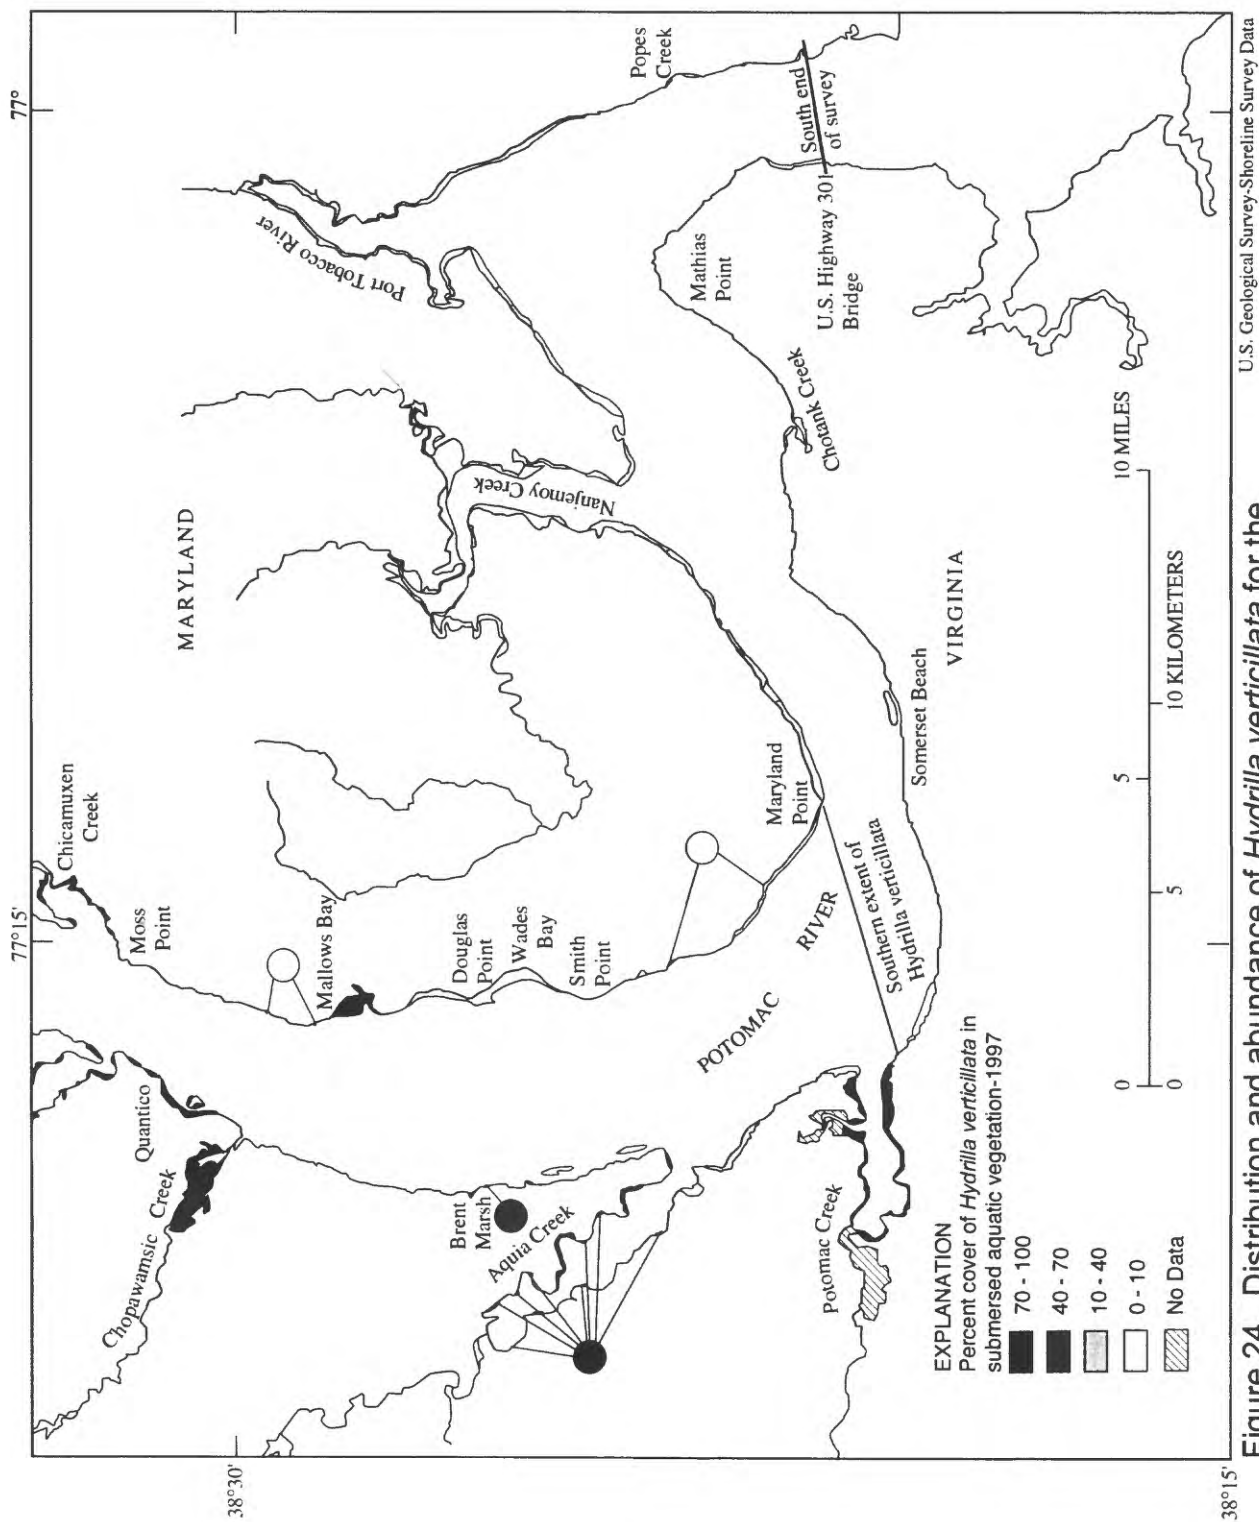 77°15'
77°
38°30'
38°15'
Chicamuxen
Creek
Moss
Point
MARYLAND
Port Tobacco River
Popes
Creek
Quantico
Chopawamsic
Creek
Mallows Bay
Douglas
Point
Wades
Bay
Smith
Point
Nanjemoy Creek
Brent
Marsh
Aquia Creek
POTOMAC
RIVER
Maryland
Point
Mathias
Point
South end
of survey
U.S. Highway 301
Bridge
Chotank Creek
Potomac Creek
Southern extent of
Hydrilla verticillata
Somerset Beach
VIRGINIA
EXPLANATION
Percent cover of Hydrilla verticillata in
submersed aquatic vegetation-1997
70 - 100
40 - 70
10 - 40
0 - 10
No Data
0 5 10 MILES
0 5 10 KILOMETERS
U.S. Geological Survey-Shoreline Survey Data
Figure 24. Distribution and abundance of Hydrilla verticillata for the